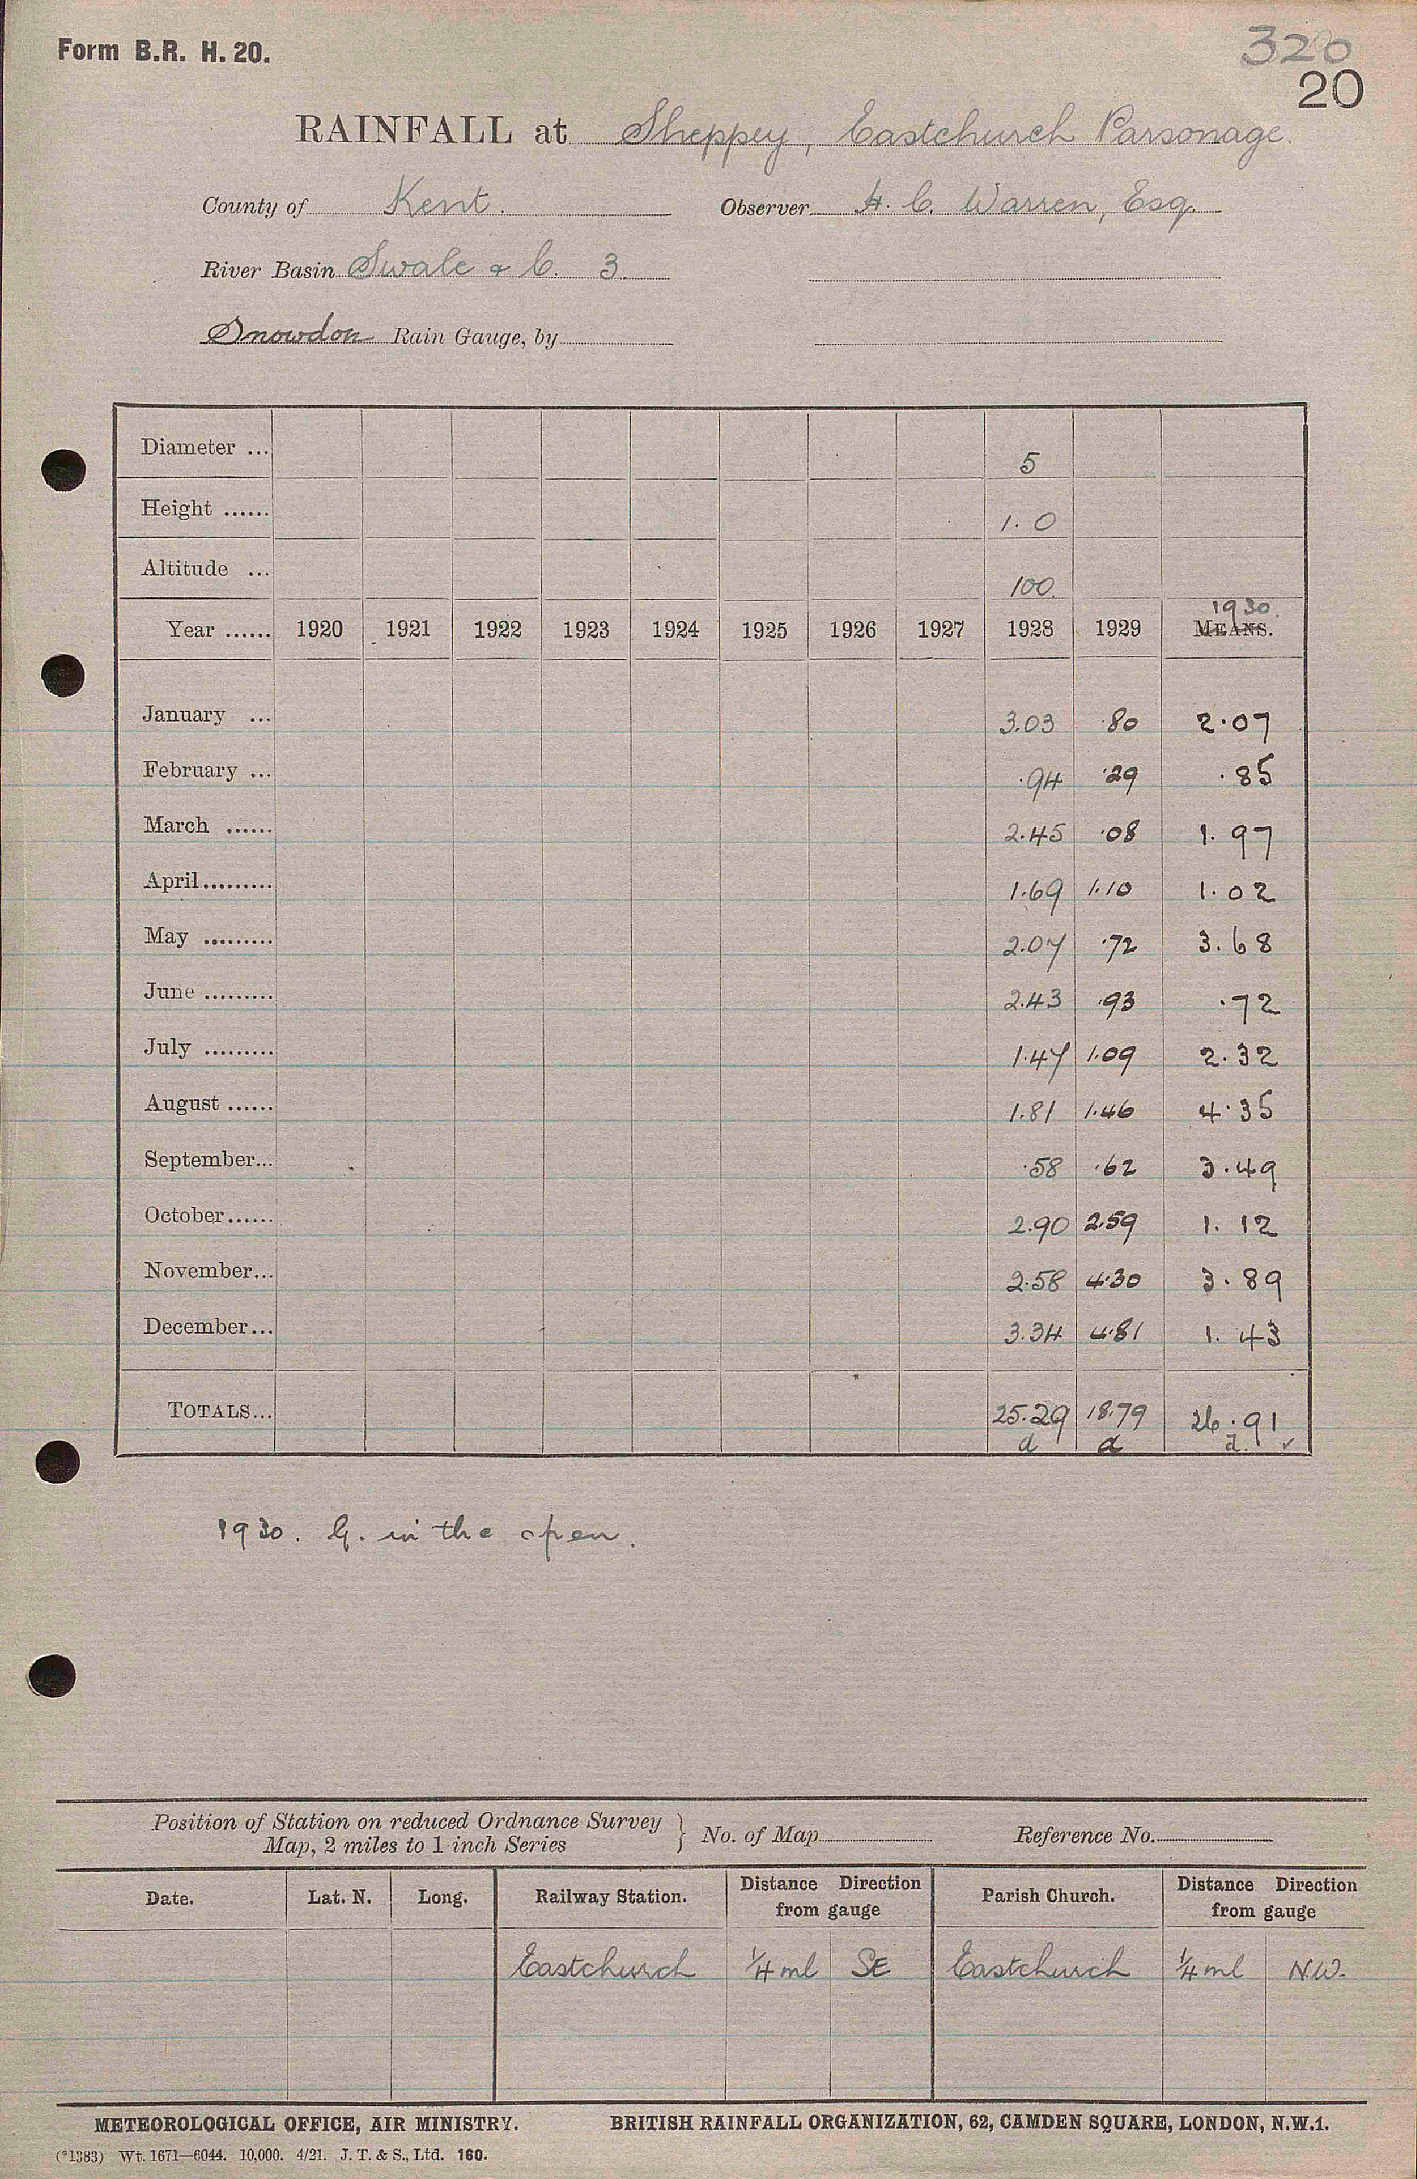 Form B.R. H. 20.
320
20
RAINFALL at Sheppey, Eastchurch Parsonage.
County of Kent. Observer H. C. Warren, Esq.
River Basin Swale & C. 3.
Snowdon Rain Gauge, by
Diameter ... 5
Height ...... 1. 0
Altitude ... 100.
1930.
Year ...... 1920 1921 1922 1923 1924 1925 1926 1927 1928 1929 MEANS.
January ... 3.03 .80 2.07
February ... .94 .29 .85
March ...... 2.45 .08 1.97
April......... 1.69 1.10 1.02
May ......... 2.07 .72 3.68
June ......... 2.43 .93 .72
July ......... 1.47 1.09 2.32
August ...... 1.81 1.46 4.35
September... .58 .62 3.49
October...... 2.90 2.59 1.12
November... 2.58 4.30 3.89
December... 3.34 4.81 1.43
TOTALS... 25.29 18.79 26.91
d d d. ✓
1930. G. in the open.
Position of Station on reduced Ordnance Survey
Map, 2 miles to 1 inch Series } No. of Map Reference No.
Date. Lat. N. Long. Railway Station. Distance Direction from gauge Parish Church. Distance Direction from gauge
Eastchurch 1/4 ml SE Eastchurch 1/4 ml N.W.
METEOROLOGICAL OFFICE, AIR MINISTRY. BRITISH RAINFALL ORGANIZATION, 62, CAMDEN SQUARE, LONDON, N.W.1.
(*1383) Wt. 1671—6044. 10,000. 4/21. J. T. & S., Ltd. 160.